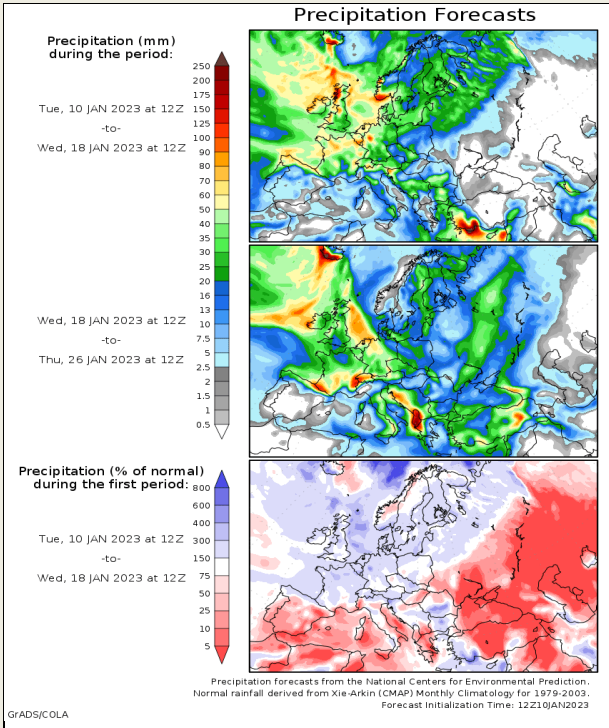 Precipitation Forecasts
Precipitation (mm)
during the period:
Tue, 10 JAN 2023 at 12Z
-to-
Wed, 18 JAN 2023 at 12Z
250
200
175
150
125
100
90
80
70
60
50
40
35
30
25
20
16
13
10
7.5
5
2.5
2
1.5
1
0.5
Wed, 18 JAN 2023 at 12Z
-to-
Thu, 26 JAN 2023 at 12Z
Precipitation (% of normal)
during the first period:
Tue, 10 JAN 2023 at 12Z
-to-
Wed, 18 JAN 2023 at 12Z
800
600
400
300
150
75
50
25
10
5
Precipitation forecasts from the National Centers for Environmental Prediction.
Normal rainfall derived from Xie-Arkin (CMAP) Monthly Climatology for 1979-2003.
Forecast Initialization Time: 12Z10JAN2023
GrADS/COLA